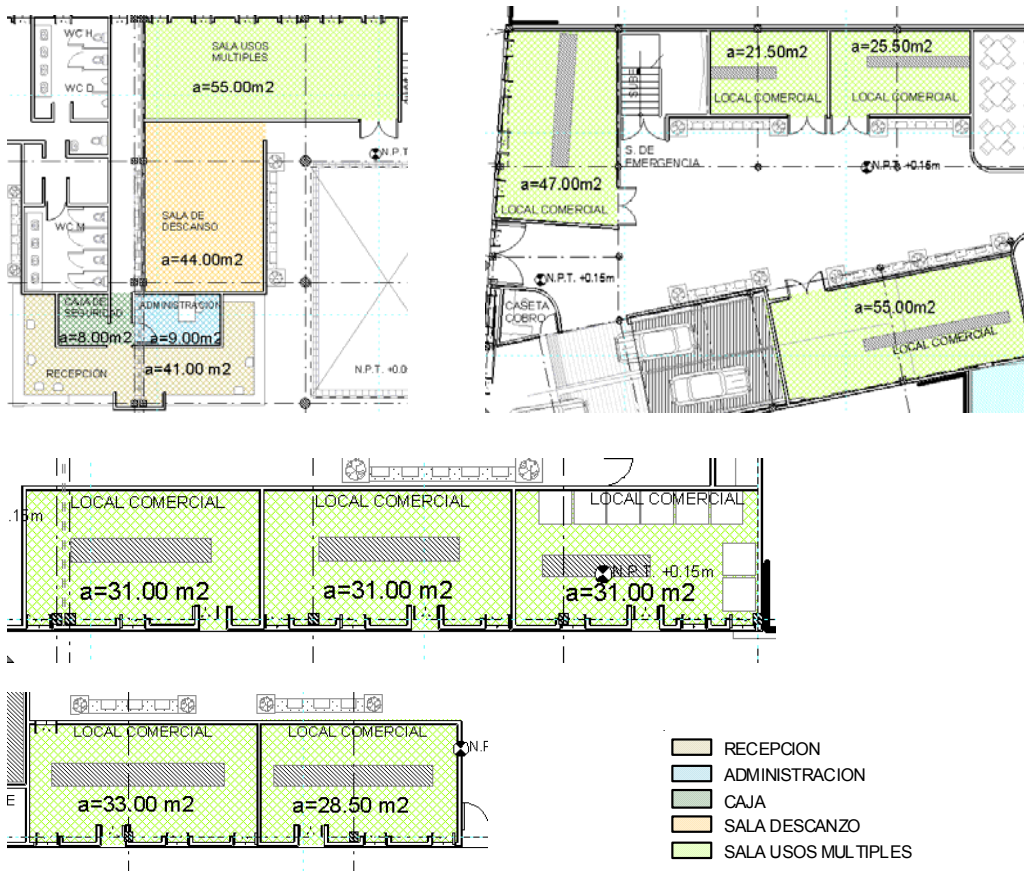 WC H
WC D
SALA USOS
MULTIPLES
a=55.00m2
N.P.T
SALA DE
DESCANSO
a=44.00m2
WC M
CAJA DE
SEGURIDAD
a=8.00m2
ADMINISTRACION
a=9.00m2
RECEPCION
a=41.00 m2
N.P.T. +0.0
a=47.00m2
LOCAL COMERCIAL
SUBE
S. DE
EMERGENCIA
a=21.50m2
LOCAL COMERCIAL
a=25.50m2
LOCAL COMERCIAL
N.P.T. +0.15m
N.P.T. +0.15m
CASETA
COBRO
a=55.00m2
LOCAL COMERCIAL
.15m
LOCAL COMERCIAL
a=31.00 m2
LOCAL COMERCIAL
a=31.00 m2
LOCAL COMERCIAL
N.P.T. +0.15m
a=31.00 m2
E
LOCAL COMERCIAL
a=33.00 m2
LOCAL COMERCIAL
a=28.50 m2
N.P
RECEPCION
ADMINISTRACION
CAJA
SALA DESCANZO
SALA USOS MULTIPLES